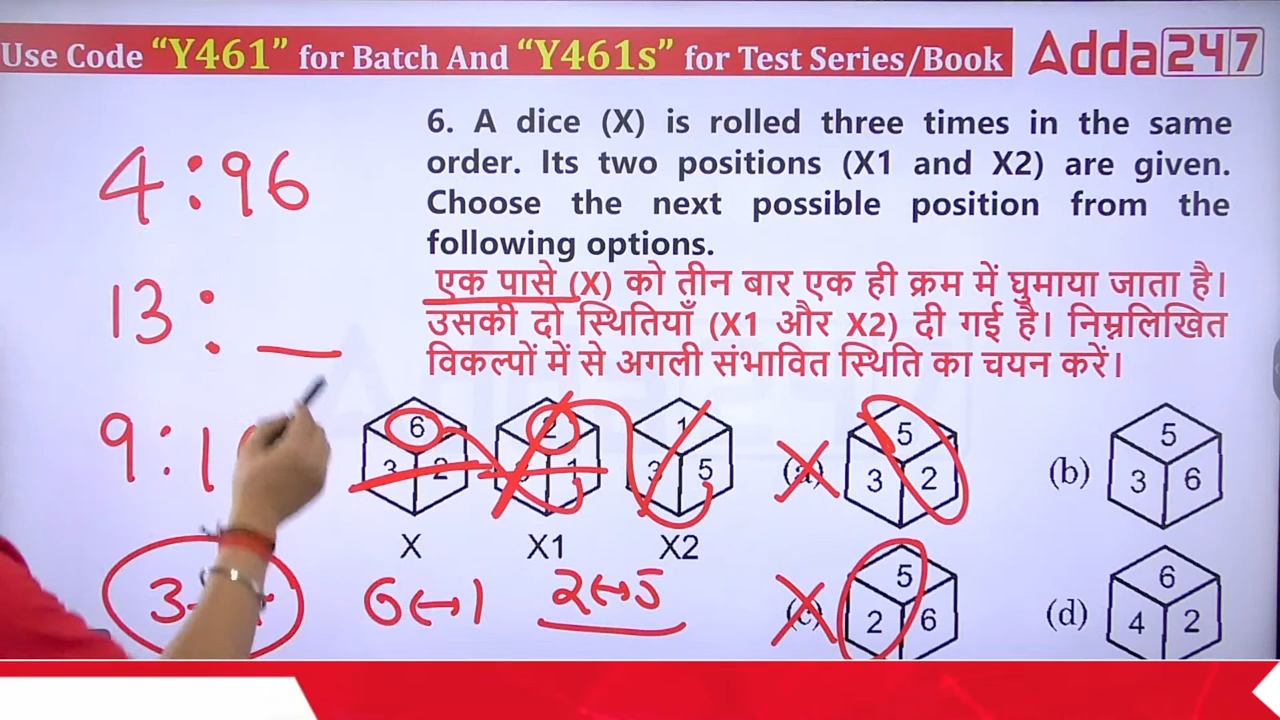 Use Code “Y461” for Batch And “Y461s” for Test Series/Book
Adda247
4 : 96
13 : __
9 : 1
6. A dice (X) is rolled three times in the same
order. Its two positions (X1 and X2) are given.
Choose the next possible position from the
following options.
एक पासे (X) को तीन बार एक ही क्रम में घुमाया जाता है।
उसकी दो स्थितियाँ (X1 और X2) दी गई है। निम्नलिखित
विकल्पों में से अगली संभावित स्थिति का चयन करें।
6 3 2
2 1
1 3 5
X X1 X2
(a) 5 3 2
(b) 5 3 6
(c) 5 2 6
(d) 6 4 2
6↔1 2↔5
3